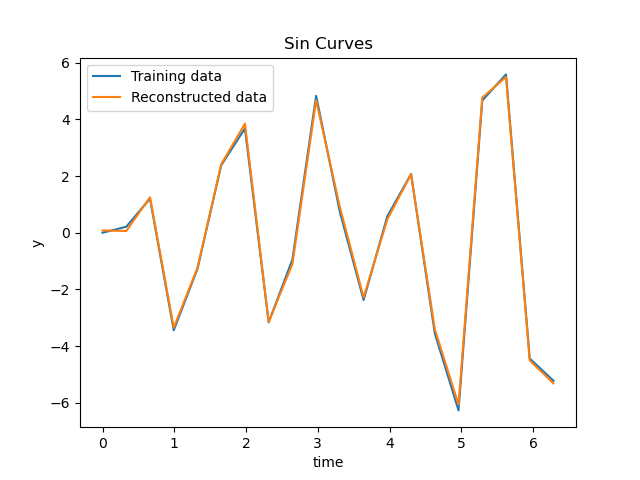 Sin Curves
Training data
Reconstructed data
6
4
2
0
−2
−4
−6
y
0 1 2 3 4 5 6
time